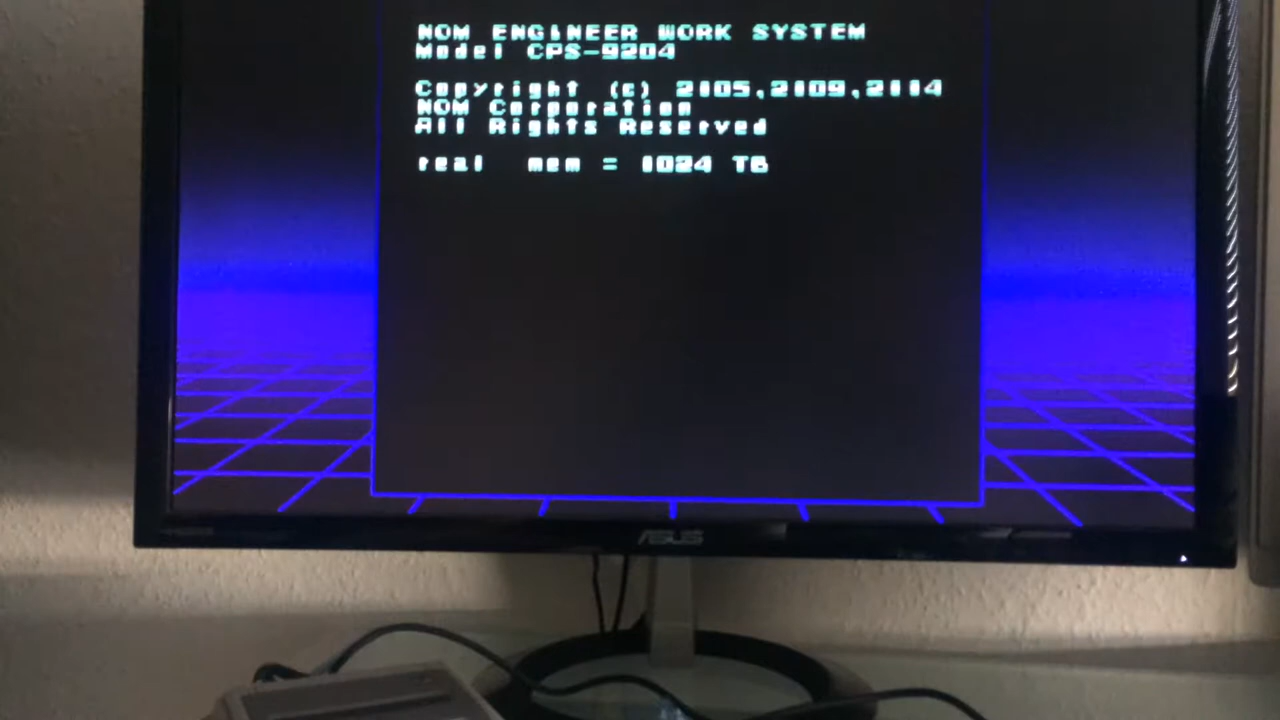 NOM ENGINEER WORK SYSTEM
Model CPS-9204
Copyright (c) 2105,2109,2114
NOM Corporation
All Rights Reserved
real mem = 1024 TB
ASUS